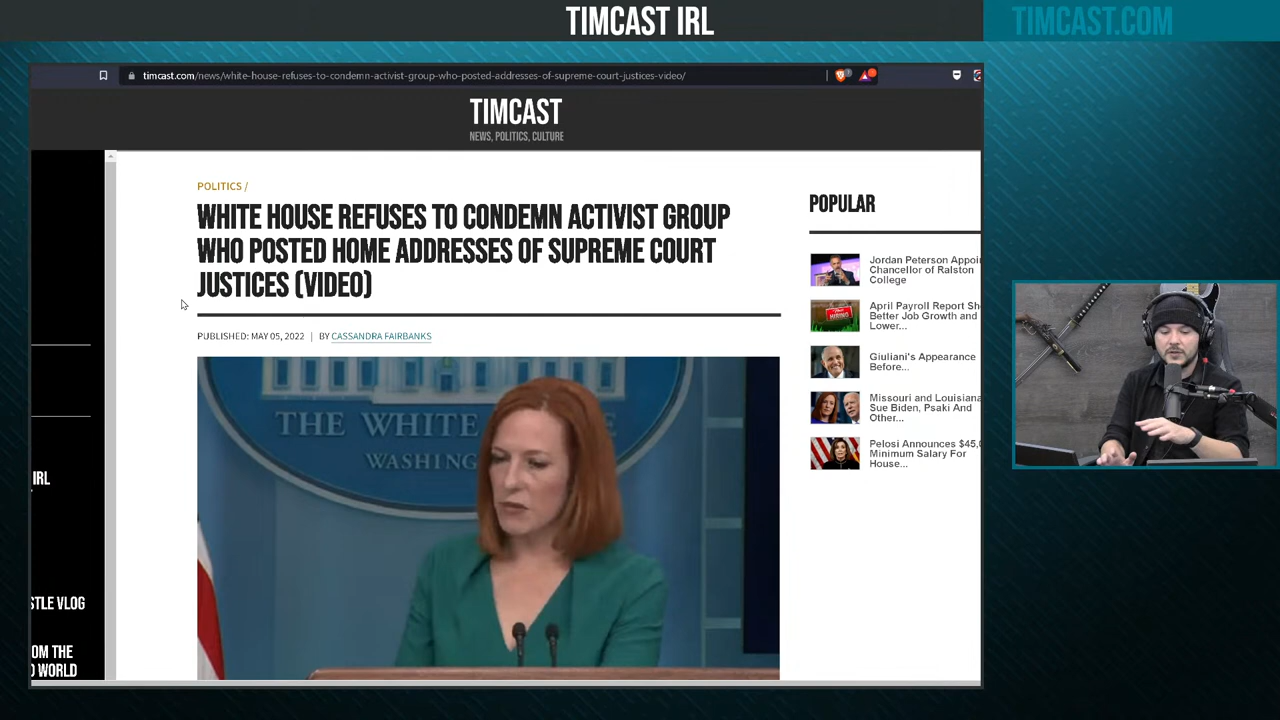 TIMCAST IRL
TIMCAST.COM
timcast.com/news/white-house-refuses-to-condemn-activist-group-who-posted-addresses-of-supreme-court-justices-video/
TIMCAST
NEWS, POLITICS, CULTURE
POLITICS /
WHITE HOUSE REFUSES TO CONDEMN ACTIVIST GROUP
WHO POSTED HOME ADDRESSES OF SUPREME COURT
JUSTICES (VIDEO)
PUBLISHED: MAY 05, 2022 | BY CASSANDRA FAIRBANKS
THE WHITE
WASHING
POPULAR
Jordan Peterson Appoi
Chancellor of Ralston
College
April Payroll Report Sh
Better Job Growth and
Lower...
Giuliani's Appearance
Before...
Missouri and Louisiana
Sue Biden, Psaki And
Other...
Pelosi Announces $45,
Minimum Salary For
House...
IRL
STLE VLOG
OM THE
D WORLD